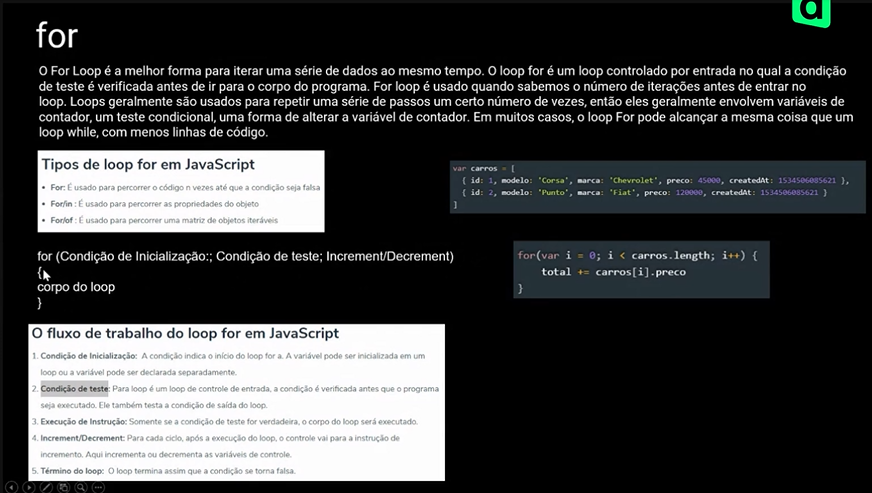 for
O For Loop é a melhor forma para iterar uma série de dados ao mesmo tempo. O loop for é um loop controlado por entrada no qual a condição
de teste é verificada antes de ir para o corpo do programa. For loop é usado quando sabemos o número de iterações antes de entrar no
loop. Loops geralmente são usados para repetir uma série de passos um certo número de vezes, então eles geralmente envolvem variáveis de
contador, um teste condicional, uma forma de alterar a variável de contador. Em muitos casos, o loop For pode alcançar a mesma coisa que um
loop while, com menos linhas de código.
Tipos de loop for em JavaScript
• For: É usado para percorrer o código n vezes até que a condição seja falsa
• For/in : É usado para percorrer as propriedades do objeto
• For/of : É usado para percorrer uma matriz de objetos iteráveis
var carros = [
{ id: 1, modelo: 'Corsa', marca: 'Chevrolet', preco: 45000, createdAt: 1534506085621 },
{ id: 2, modelo: 'Punto', marca: 'Fiat', preco: 120000, createdAt: 1534506085621 }
]
for (Condição de Inicialização:; Condição de teste; Increment/Decrement)
{
corpo do loop
}
for(var i = 0; i < carros.length; i++) {
total += carros[i].preco
}
O fluxo de trabalho do loop for em JavaScript
1. Condição de Inicialização: A condição indica o início do loop for a. A variável pode ser inicializada em um
loop ou a variável pode ser declarada separadamente.
2. Condição de teste: Para loop é um loop de controle de entrada, a condição é verificada antes que o programa
seja executado. Ele também testa a condição de saída do loop.
3. Execução de Instrução: Somente se a condição de teste for verdadeira, o corpo do loop será executado.
4. Increment/Decrement: Para cada ciclo, após a execução do loop, o controle vai para a instrução de
incremento. Aqui incrementa ou decrementa as variáveis de controle.
5. Término do loop: O loop termina assim que a condição se torna falsa.